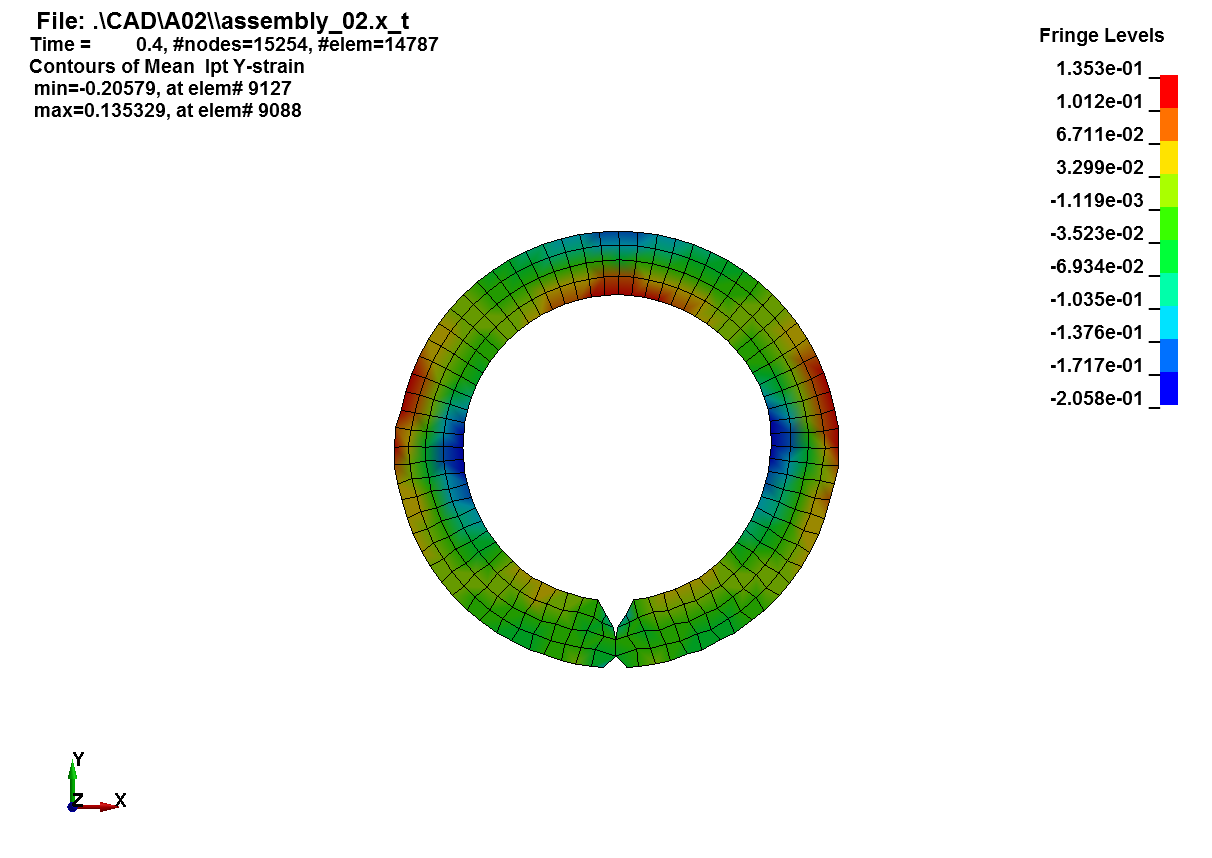 File: .\CAD\A02\\assembly_02.x_t
Time =        0.4, #nodes=15254, #elem=14787
Contours of Mean  Ipt Y-strain
min=-0.20579, at elem# 9127
max=0.135329, at elem# 9088
Fringe Levels
1.353e-01
1.012e-01
6.711e-02
3.299e-02
-1.119e-03
-3.523e-02
-6.934e-02
-1.035e-01
-1.376e-01
-1.717e-01
-2.058e-01
Y
Z
X